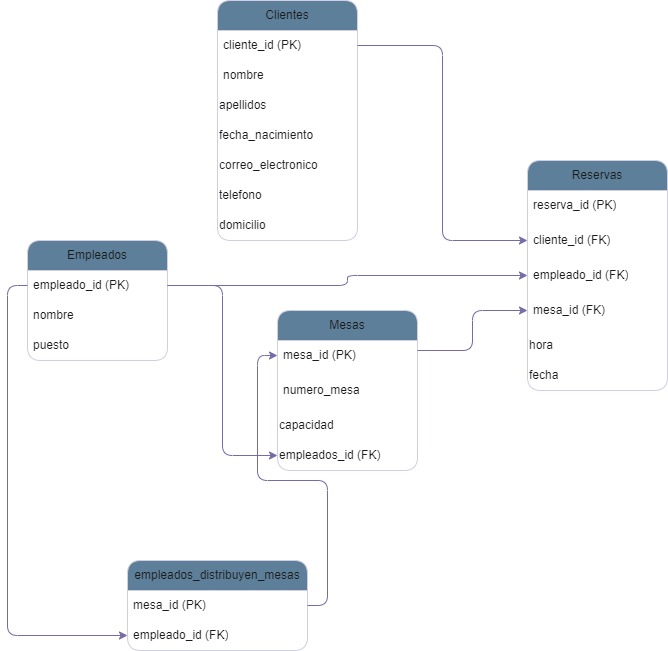 Clientes
cliente_id (PK)
nombre
apellidos
fecha_nacimiento
correo_electronico
telefono
domicilio
Reservas
reserva_id (PK)
cliente_id (FK)
empleado_id (FK)
mesa_id (FK)
hora
fecha
Empleados
empleado_id (PK)
nombre
puesto
Mesas
mesa_id (PK)
numero_mesa
capacidad
empleados_id (FK)
empleados_distribuyen_mesas
mesa_id (PK)
empleado_id (FK)